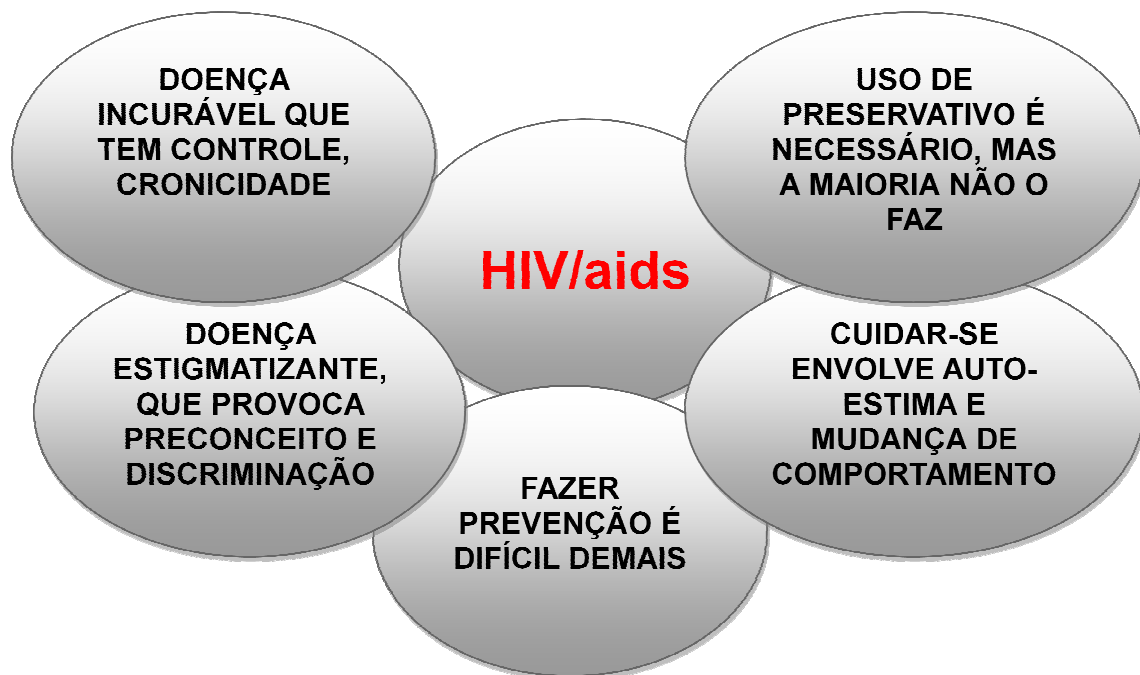 DOENÇA
INCURÁVEL QUE
TEM CONTROLE,
CRONICIDADE
USO DE
PRESERVATIVO É
NECESSÁRIO, MAS
A MAIORIA NÃO O
FAZ
HIV/aids
DOENÇA
ESTIGMATIZANTE,
QUE PROVOCA
PRECONCEITO E
DISCRIMINAÇÃO
CUIDAR-SE
ENVOLVE AUTO-
ESTIMA E
MUDANÇA DE
COMPORTAMENTO
FAZER
PREVENÇÃO É
DIFÍCIL DEMAIS